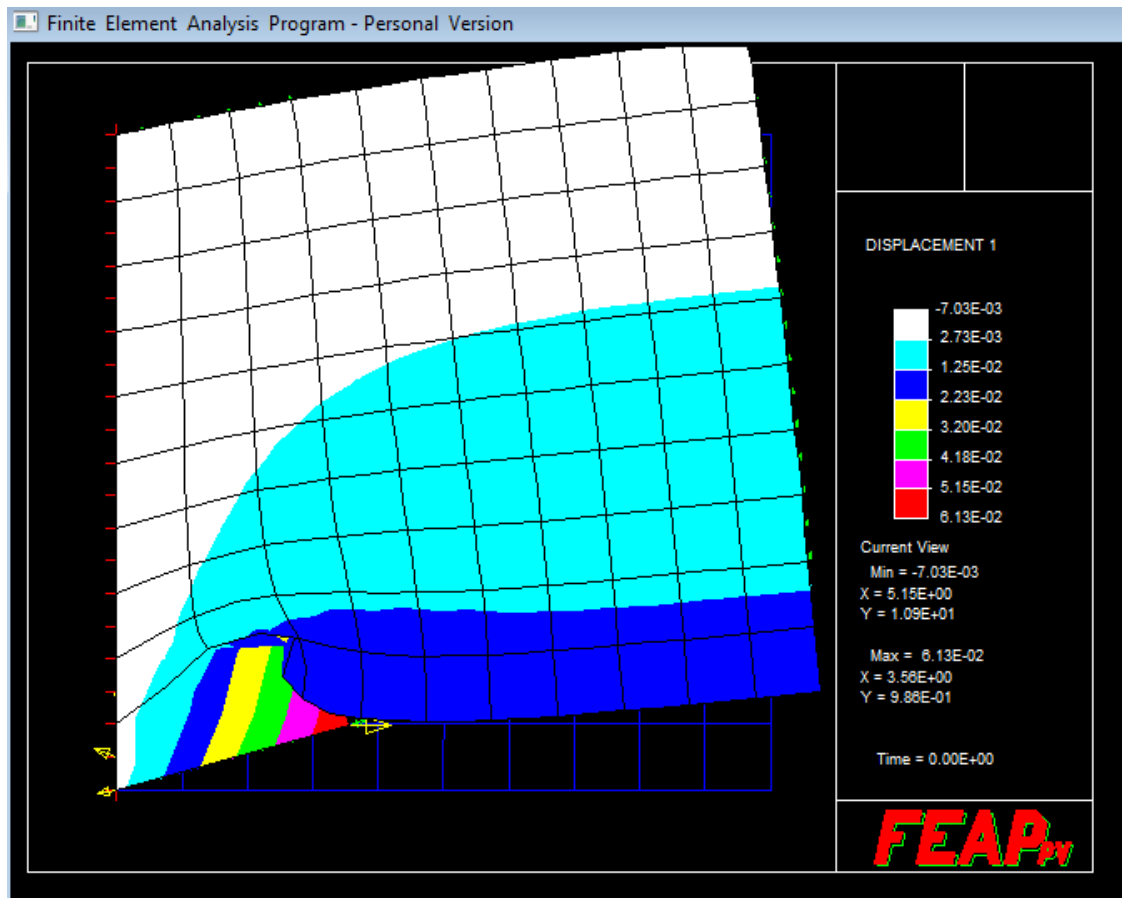 Finite Element Analysis Program - Personal Version
DISPLACEMENT 1
-7.03E-03
2.73E-03
1.25E-02
2.23E-02
3.20E-02
4.18E-02
5.15E-02
6.13E-02
Current View
Min = -7.03E-03
X = 5.15E+00
Y = 1.09E+01
Max = 6.13E-02
X = 3.56E+00
Y = 9.86E-01
Time = 0.00E+00
FEAPpv